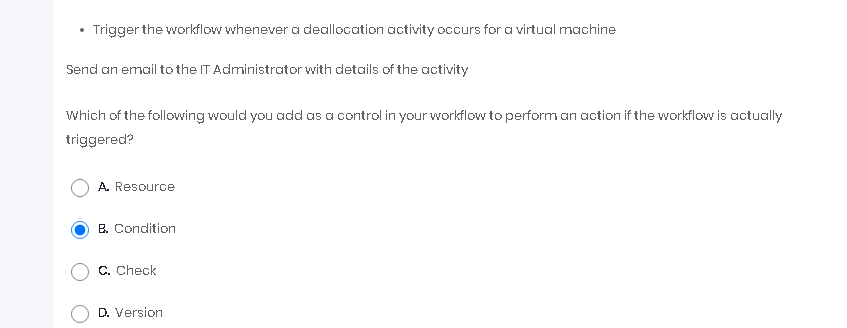 • Trigger the workflow whenever a deallocation activity occurs for a virtual machine
Send an email to the IT Administrator with details of the activity
Which of the following would you add as a control in your workflow to perform an action if the workflow is actually
triggered?
A. Resource
B. Condition
C. Check
D. Version